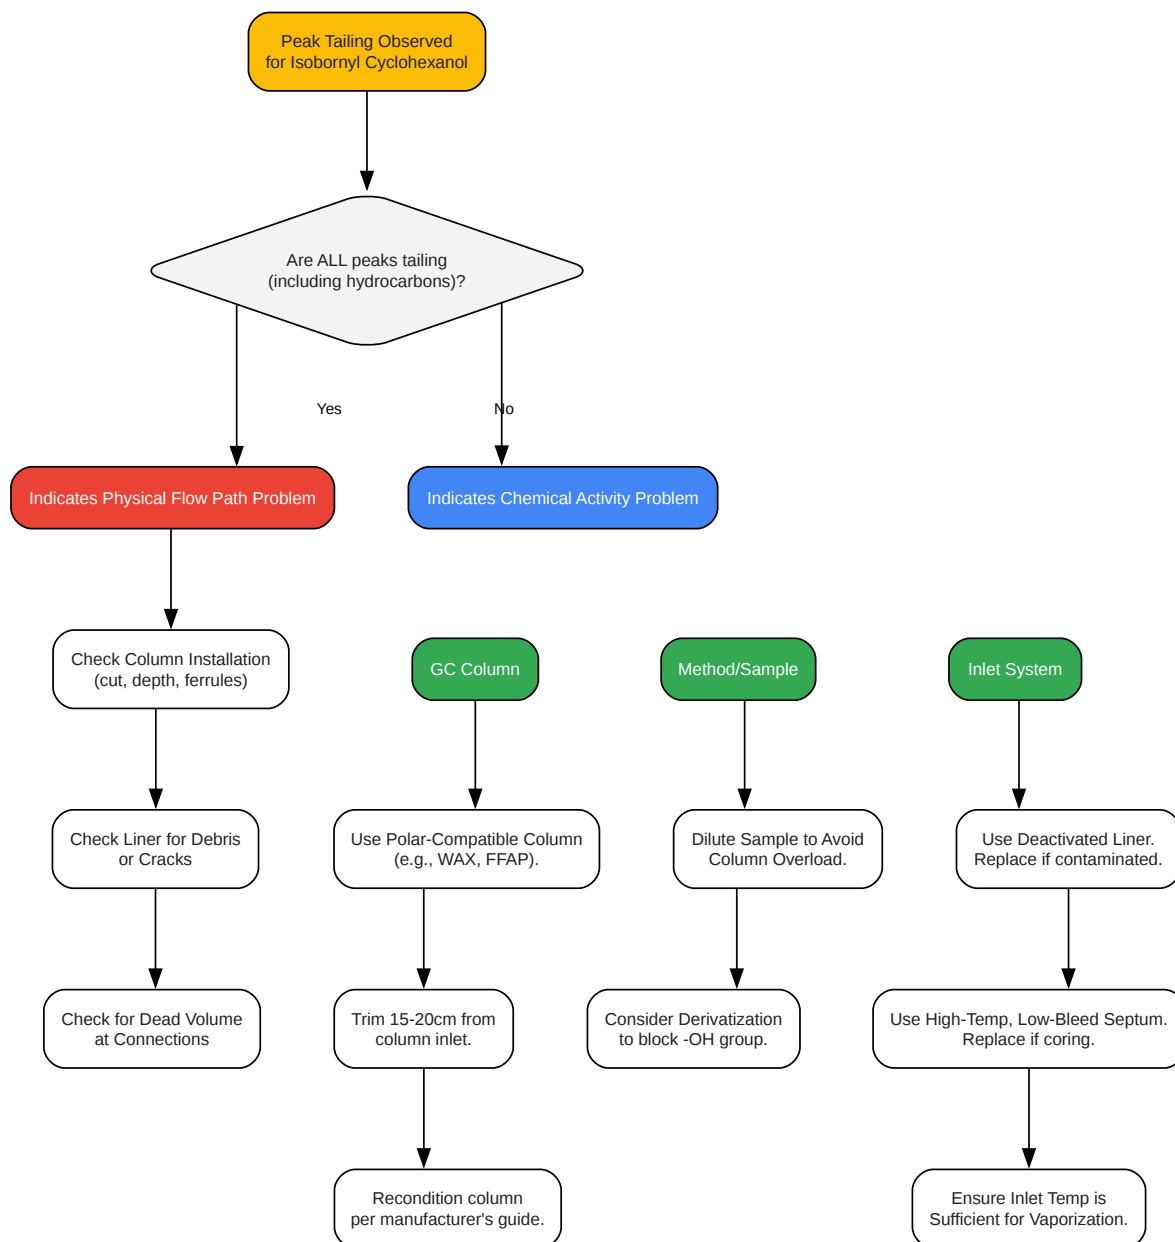 Peak Tailing Observed
for Isobornyl Cyclohexanol
Are ALL peaks tailing
(including hydrocarbons)?
Yes
No
Indicates Physical Flow Path Problem
Indicates Chemical Activity Problem
Check Column Installation
(cut, depth, ferrules)
GC Column
Method/Sample
Inlet System
Check Liner for Debris
or Cracks
Use Polar-Compatible Column
(e.g., WAX, FFAP).
Dilute Sample to Avoid
Column Overload.
Use Deactivated Liner.
Replace if contaminated.
Check for Dead Volume
at Connections
Trim 15-20cm from
column inlet.
Consider Derivatization
to block -OH group.
Use High-Temp, Low-Bleed Septum.
Replace if coring.
Recondition column
per manufacturer's guide.
Ensure Inlet Temp is
Sufficient for Vaporization.